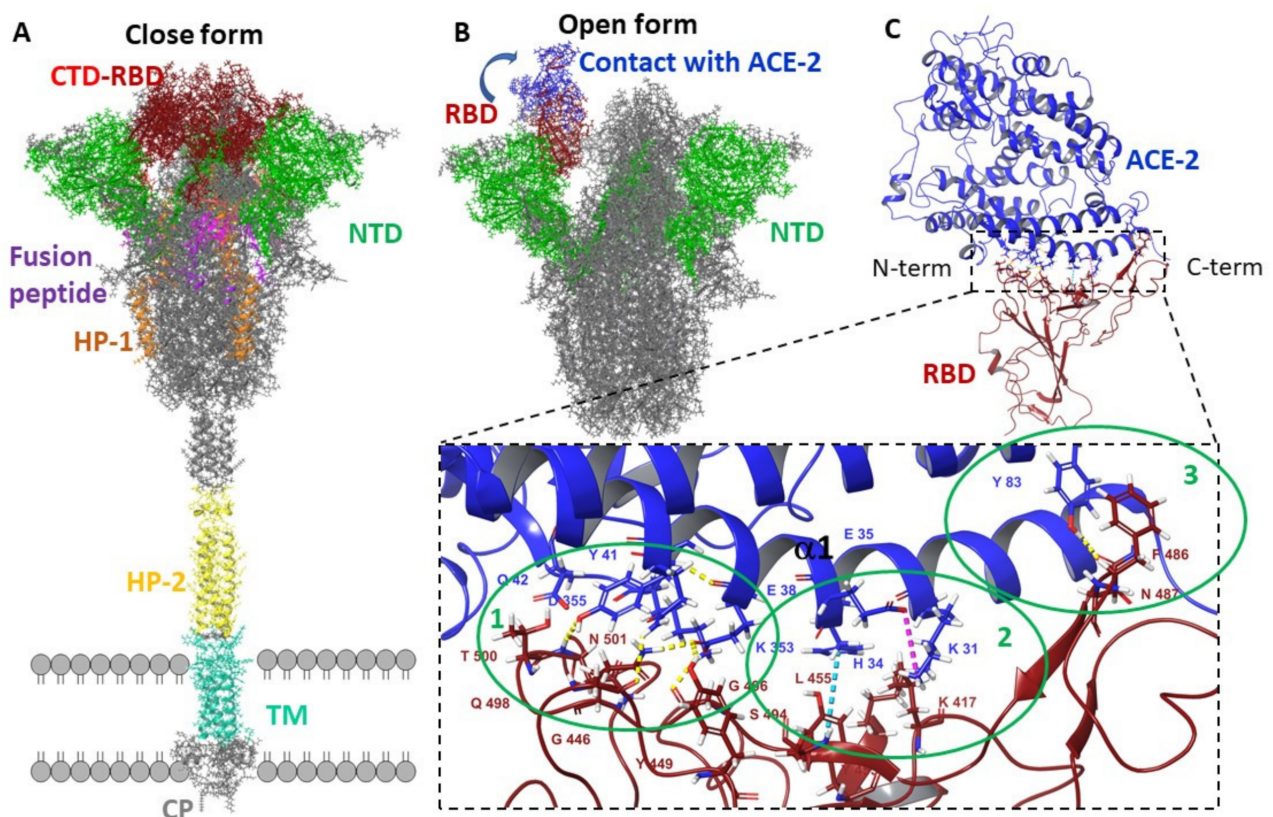 A
Close form
CTD-RBD
NTD
Fusion
peptide
HP-1
HP-2
TM
CP
B
Open form
Contact with ACE-2
RBD
NTD
C
ACE-2
N-term
C-term
RBD
Y 83
3
E 35
α1
Y 41
F 486
Q 42
E 38
D 355
N 487
1
N 501
K 353
2
T 500
H 34
K 31
L 455
G 496
Q 498
S 494
K 417
G 446
Y 449